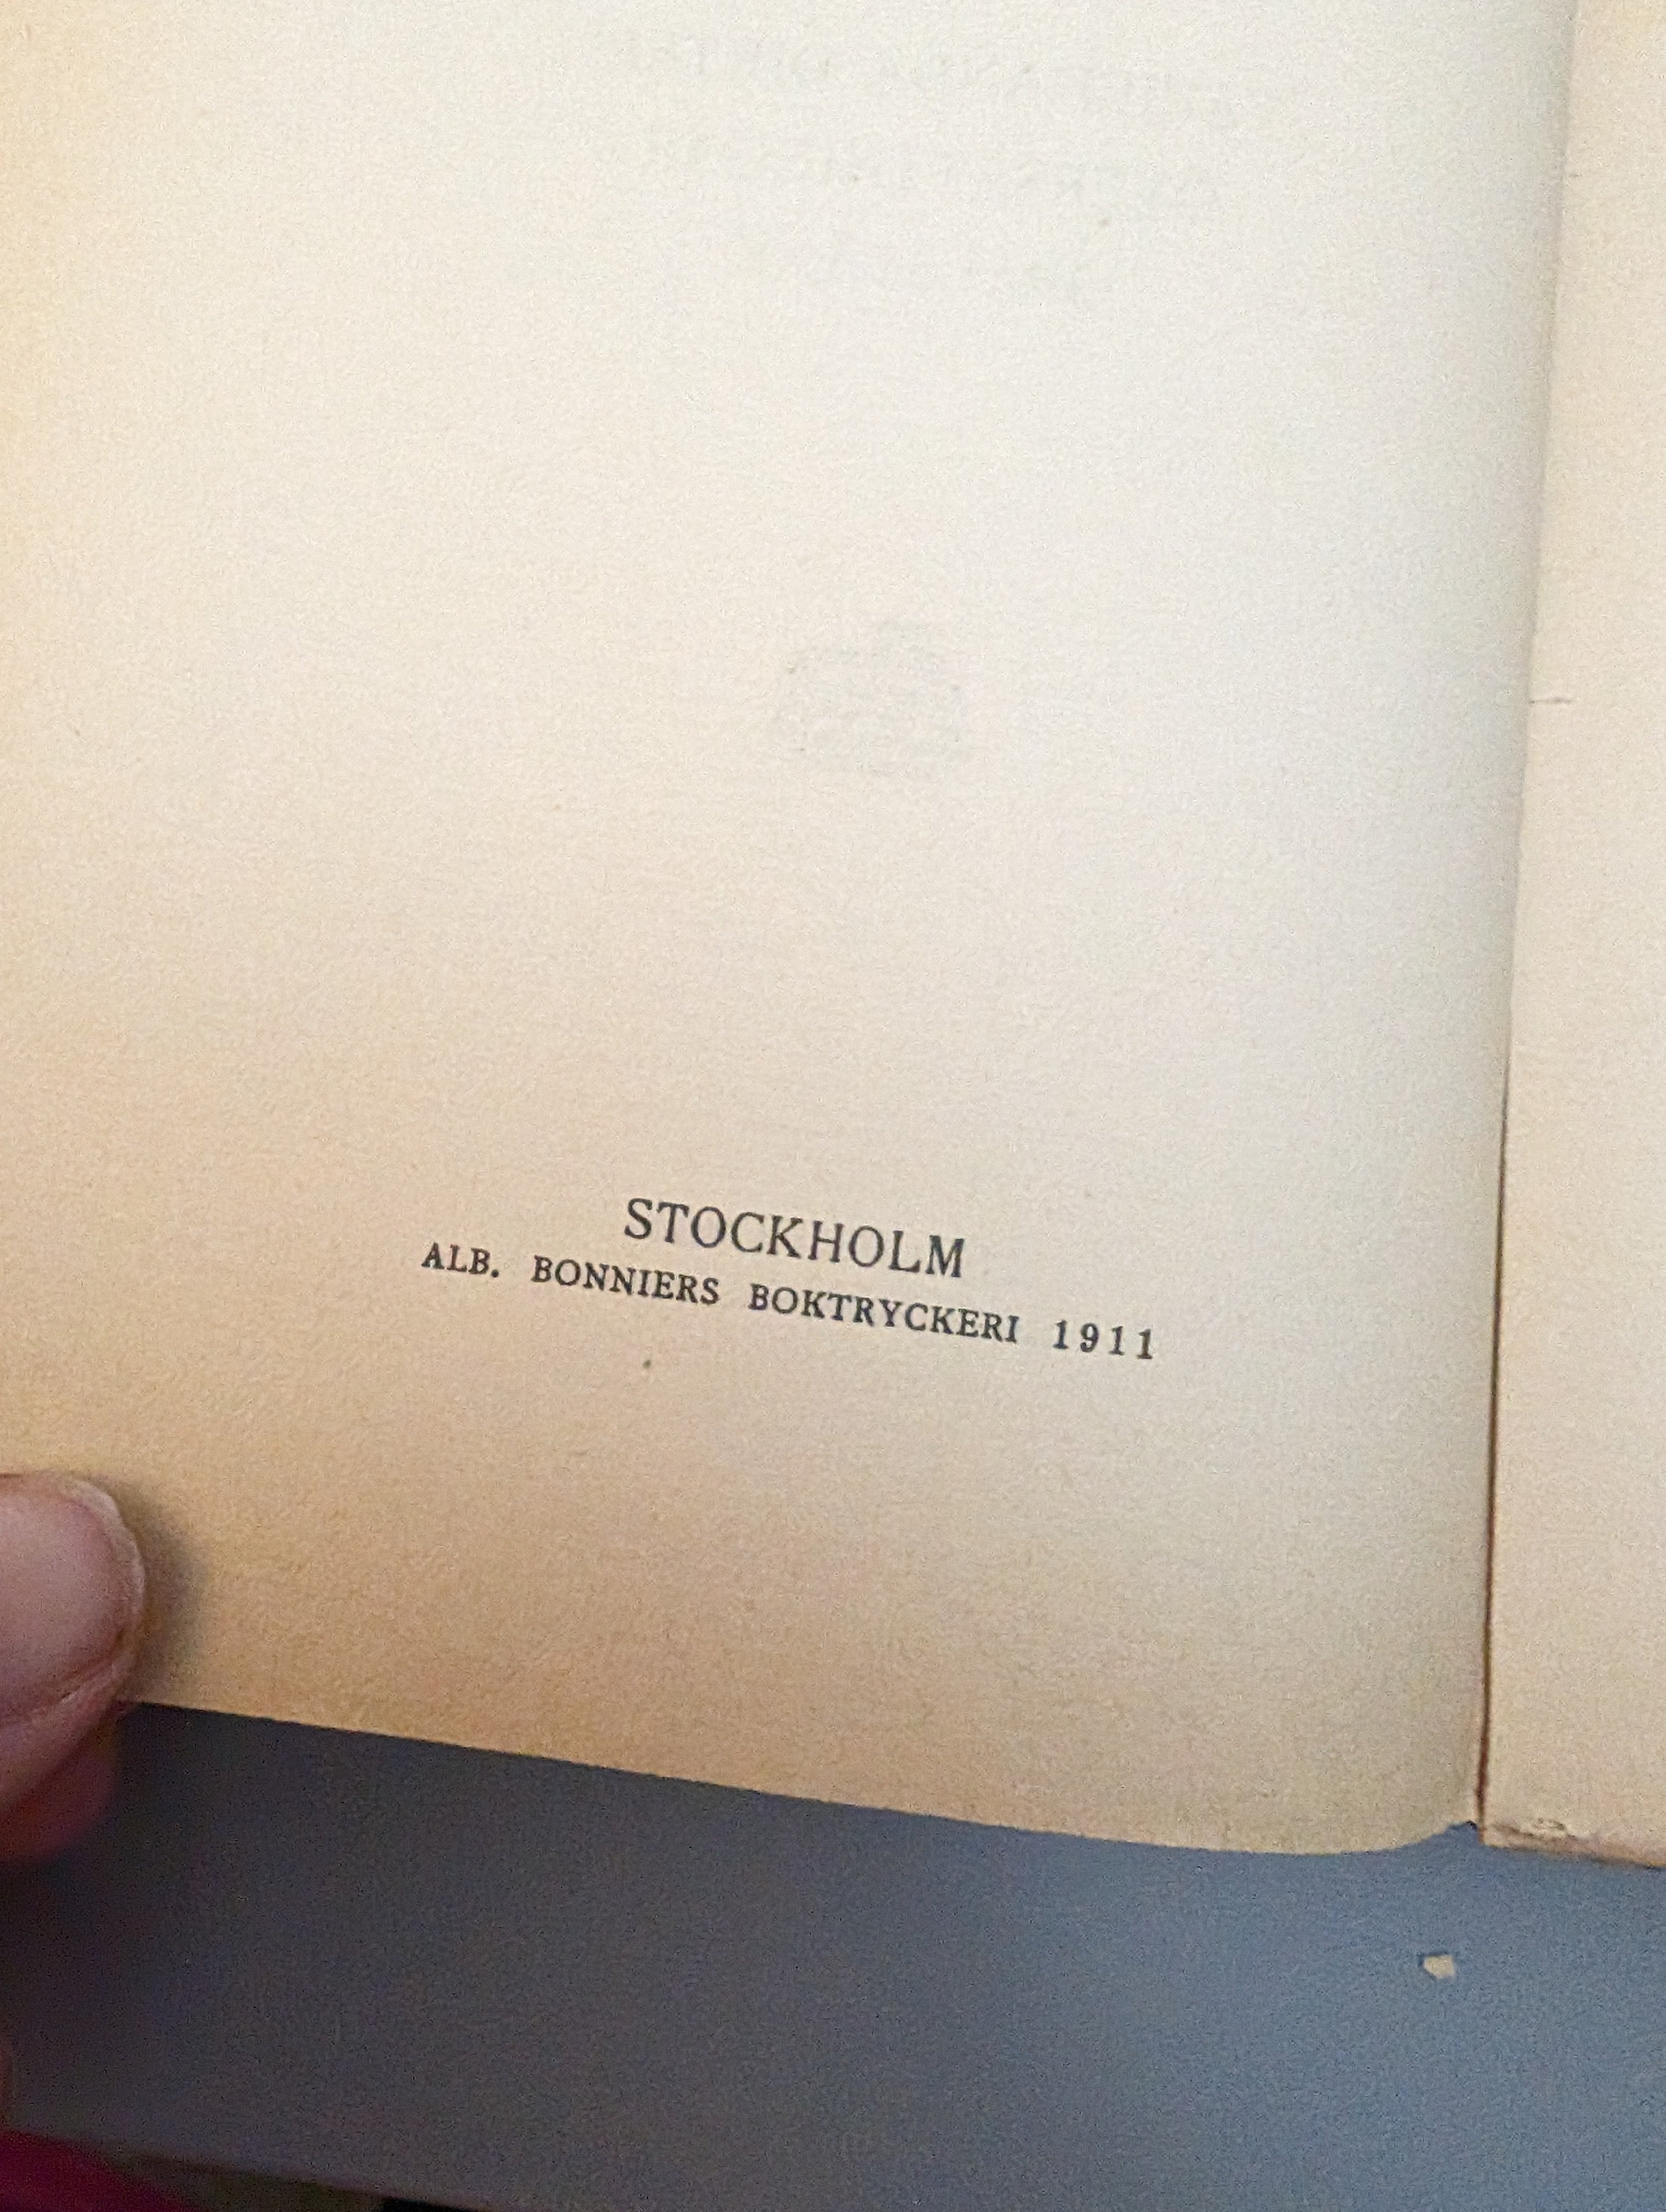 STOCKHOLM
ALB. BONNIERS BOKTRYCKERI 1911